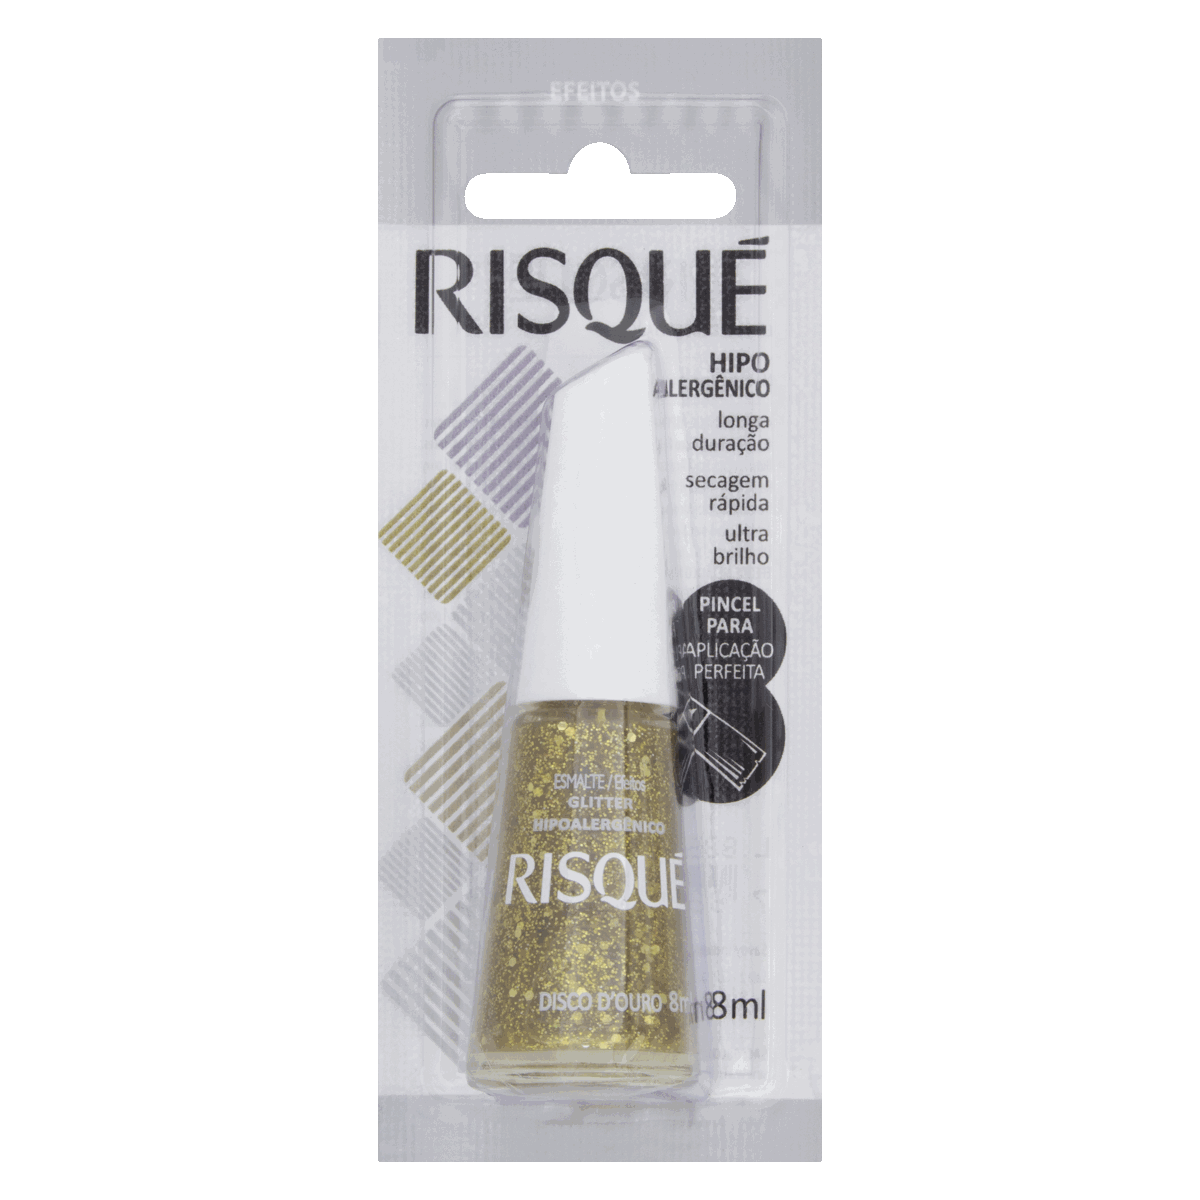 EFEITOS
RISQUÉ
HIPO
ALERGÊNICO
longa
duração
secagem
rápida
ultra
brilho
PINCEL
PARA
APLICAÇÃO
PERFEITA
ESMALTE / Efeitos
GLITTER
HIPOALERGÊNICO
RISQUÉ
DISCO D'OURO 8m
8ml